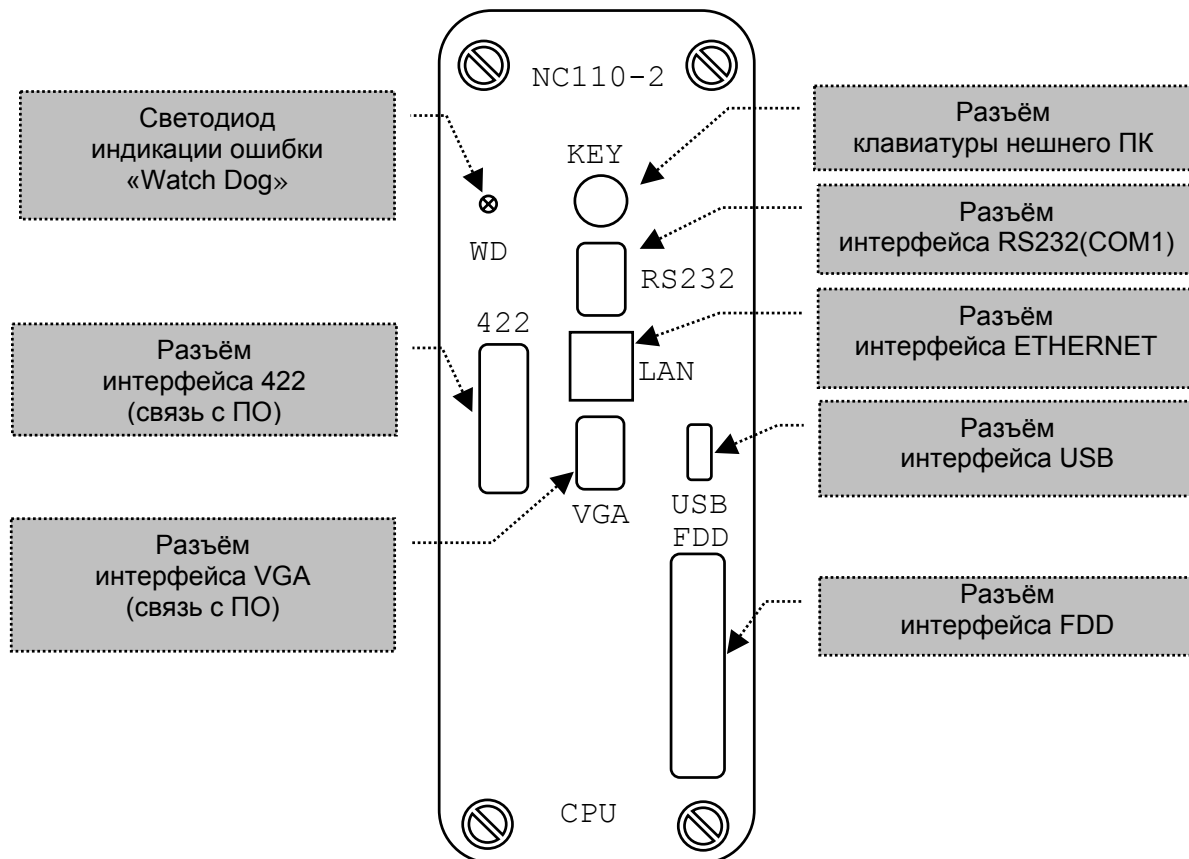 NC110-2
Светодиод
индикации ошибки
«Watch Dog»
Разъём
клавиатуры нешнего ПК
KEY
Разъём
интерфейса RS232(COM1)
WD
RS232
422
Разъём
интерфейса ETHERNET
Разъём
интерфейса 422
(связь с ПО)
LAN
Разъём
интерфейса USB
VGA
USB
FDD
Разъём
интерфейса VGA
(связь с ПО)
Разъём
интерфейса FDD
CPU